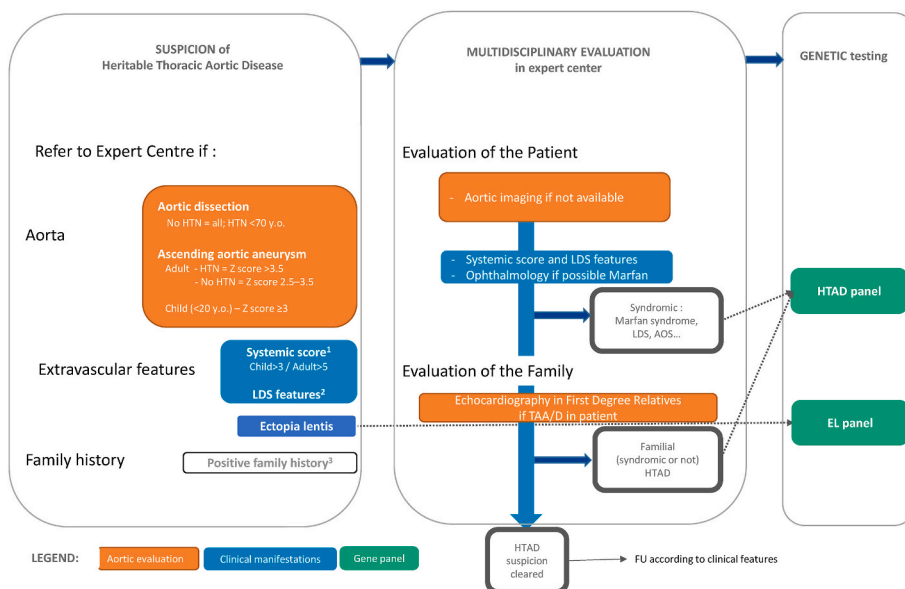 SUSPICION of
Heritable Thoracic Aortic Disease
MULTIDISCIPLINARY EVALUATION
in expert center
GENETIC testing
Refer to Expert Centre if :
Aorta
Aortic dissection
No HTN = all; HTN <70 y.o.
Ascending aortic aneurysm
Adult - HTN = Z score >3.5
- No HTN = Z score 2.5–3.5
Child (<20 y.o.) – Z score ≥3
Extravascular features
Systemic score1
Child>3 / Adult>5
LDS features2
Ectopia lentis
Family history
Positive family history3
Evaluation of the Patient
- Aortic imaging if not available
- Systemic score and LDS features
- Ophthalmology if possible Marfan
Syndromic :
Marfan syndrome,
LDS, AOS...
Evaluation of the Family
Echocardiography in First Degree Relatives
if TAA/D in patient
Familial
(syndromic or not)
HTAD
HTAD panel
EL panel
HTAD
suspicion
cleared
FU according to clinical features
LEGEND:
Aortic evaluation
Clinical manifestations
Gene panel